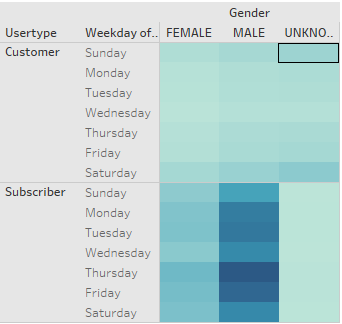 Gender
Usertype Weekday of.. FEMALE MALE UNKNO..
Customer Sunday
Monday
Tuesday
Wednesday
Thursday
Friday
Saturday
Subscriber Sunday
Monday
Tuesday
Wednesday
Thursday
Friday
Saturday